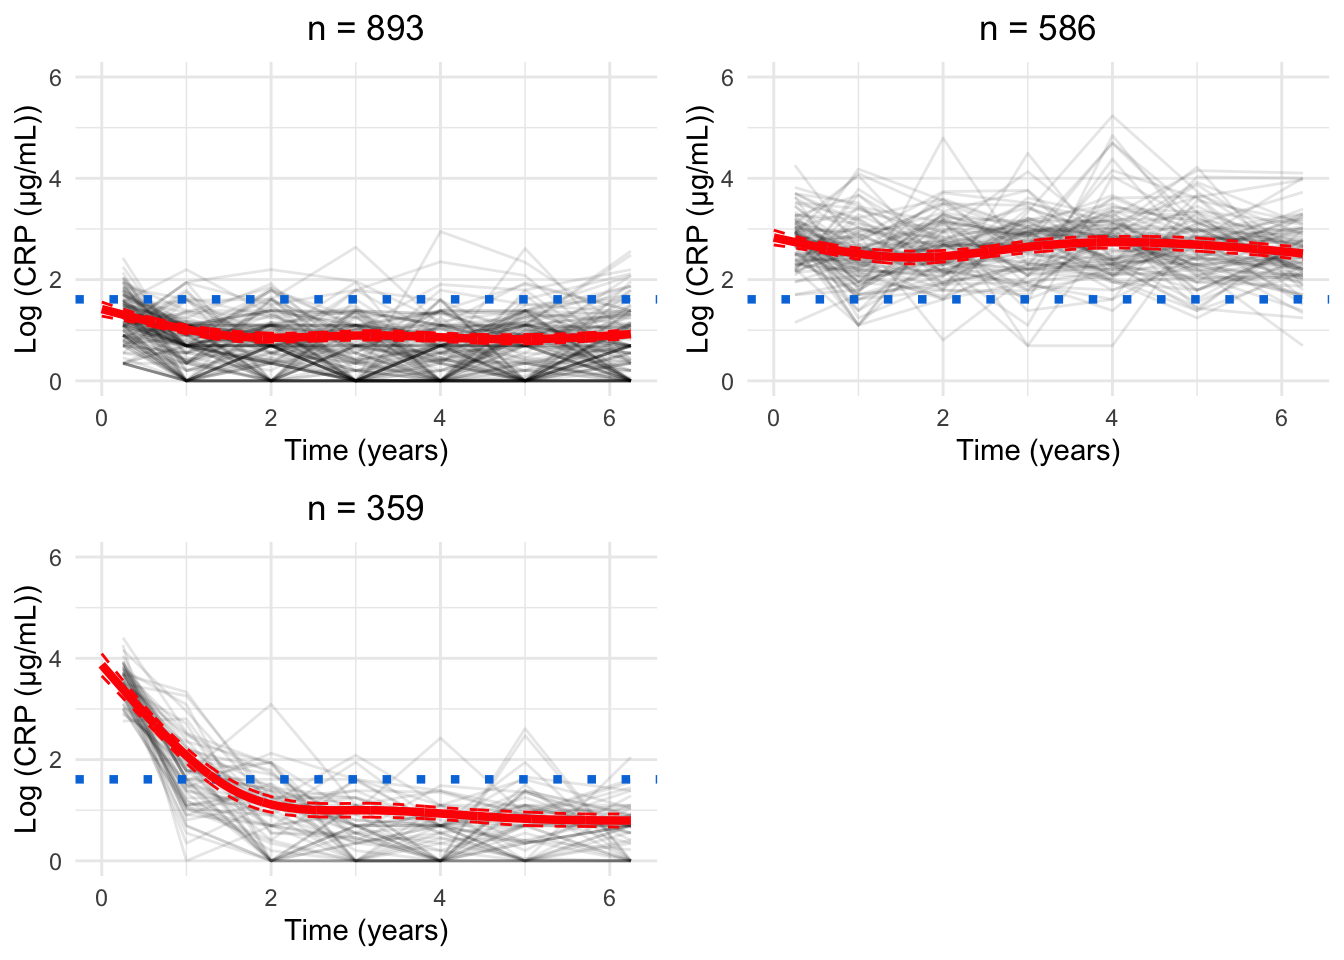 n = 893
Log (CRP (μg/mL))
6
4
2
0
0 2 4 6
Time (years)
n = 586
Log (CRP (μg/mL))
6
4
2
0
0 2 4 6
Time (years)
n = 359
Log (CRP (μg/mL))
6
4
2
0
0 2 4 6
Time (years)